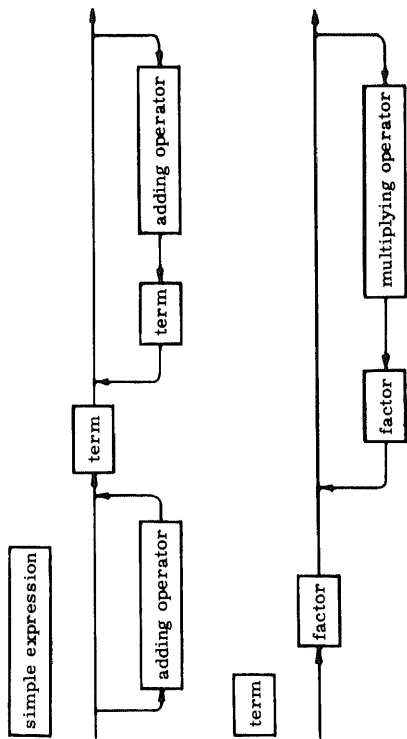 simple expression
adding operator
term
term
adding operator
term
factor
factor
multiplying operator